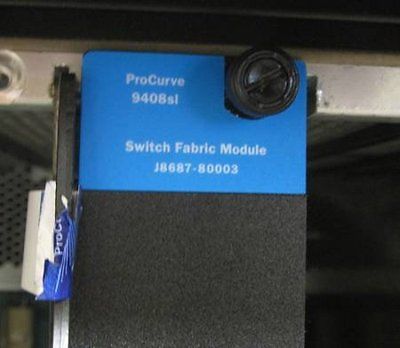 ProCurve
9408sl
Switch Fabric Module
J8687-80003